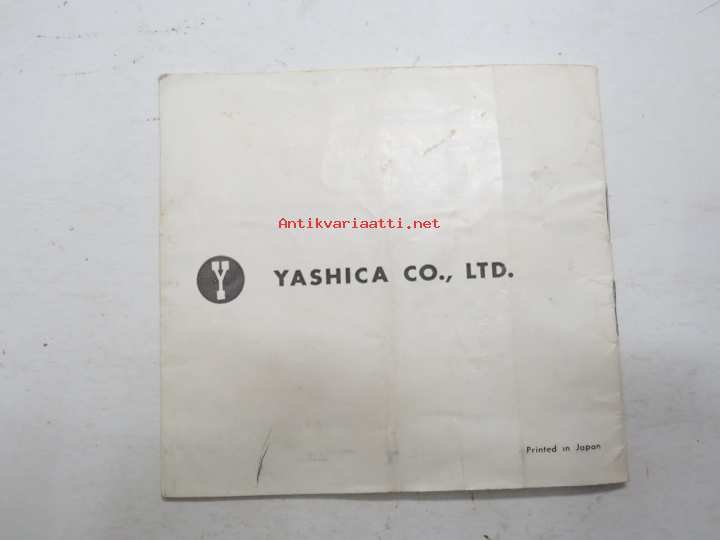 Antikvariaatti.net
Y YASHICA CO., LTD.
Printed in Japan